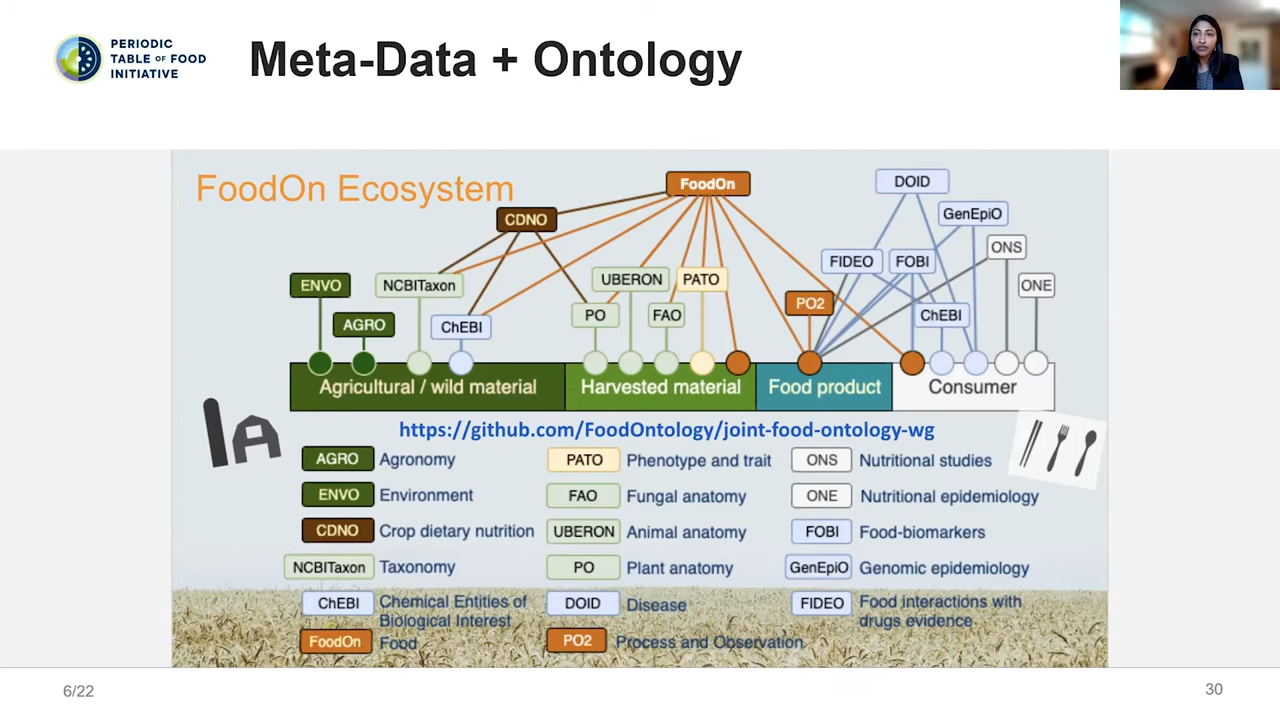 PERIODIC
TABLE OF FOOD
INITIATIVE
Meta-Data + Ontology
FoodOn Ecosystem
FoodOn
DOID
CDNO
GenEpiO
ONS
FIDEO
FOBI
ENVO
NCBITaxon
UBERON
PATO
ONE
PO2
AGRO
ChEBI
PO
FAO
ChEBI
Agricultural / wild material
Harvested material
Food product
Consumer
https://github.com/FoodOntology/joint-food-ontology-wg
AGRO Agronomy
ENVO Environment
CDNO Crop dietary nutrition
NCBITaxon Taxonomy
ChEBI Chemical Entities of
Biological Interest
FoodOn Food
PATO Phenotype and trait
FAO Fungal anatomy
UBERON Animal anatomy
PO Plant anatomy
DOID Disease
PO2 Process and Observation
ONS Nutritional studies
ONE Nutritional epidemiology
FOBI Food-biomarkers
GenEpiO Genomic epidemiology
FIDEO Food interactions with
drugs evidence
6/22
30